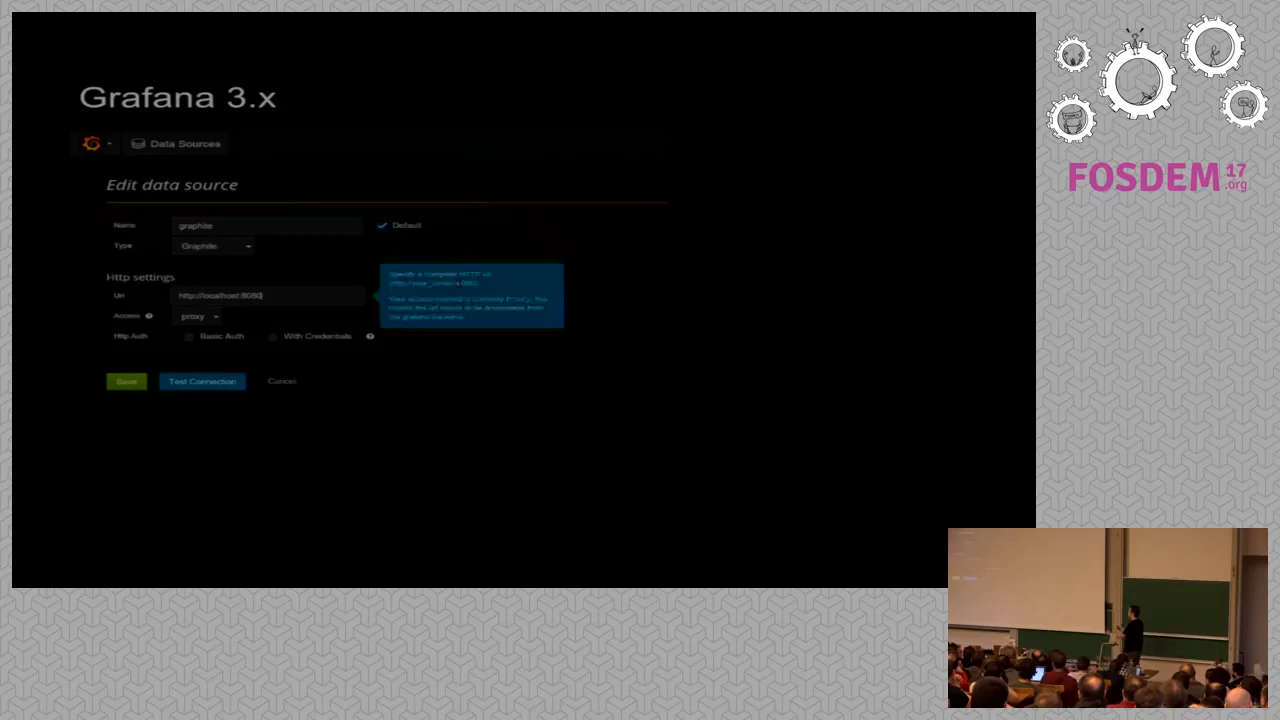 Grafana 3.x
Data Sources
Edit data source
Name graphite Default
Type Graphite
Http settings
Url http://localhost:8080
Access proxy
Http Auth Basic Auth With Credentials
Save Test Connection Cancel
FOSDEM 17
.org